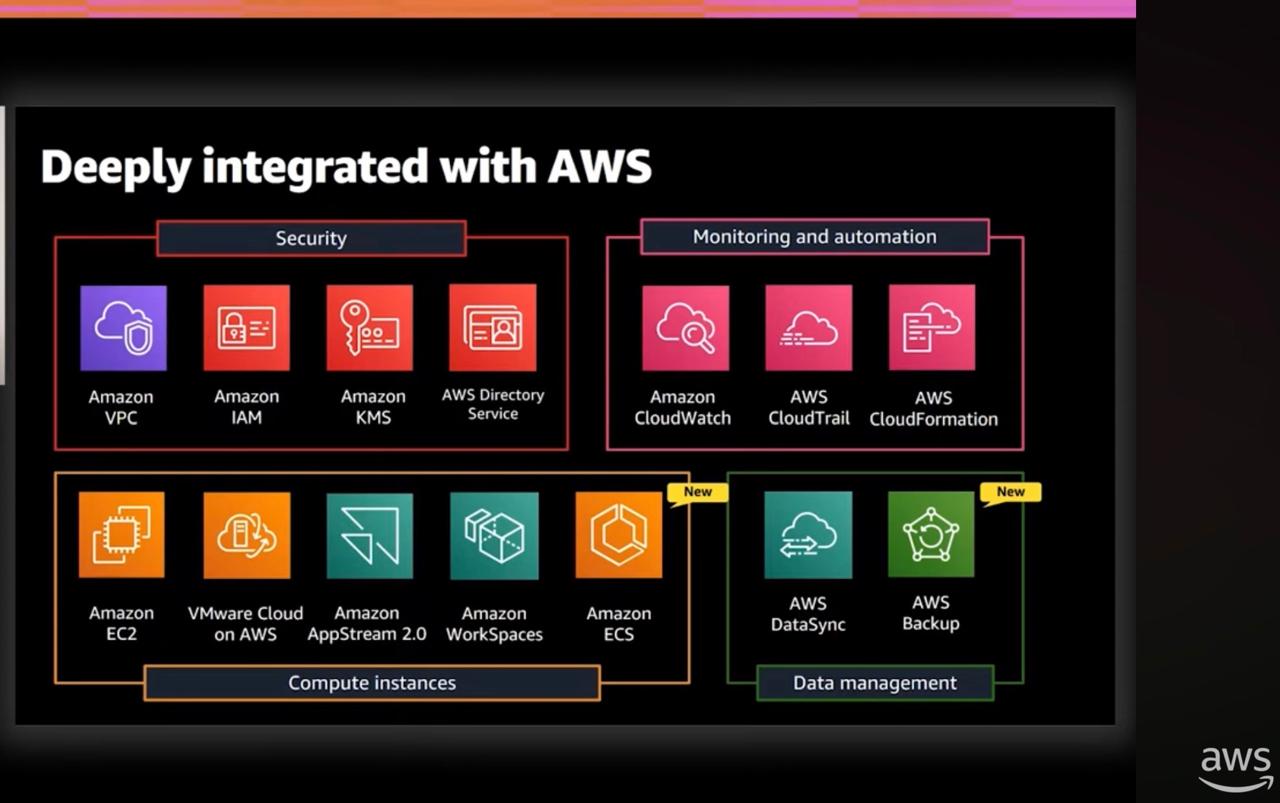 Deeply integrated with AWS
Security
Amazon
VPC
Amazon
IAM
Amazon
KMS
AWS Directory
Service
Monitoring and automation
Amazon
CloudWatch
AWS
CloudTrail
AWS
CloudFormation
Amazon
EC2
VMware Cloud
on AWS
Amazon
AppStream 2.0
Amazon
WorkSpaces
New
Amazon
ECS
Compute instances
AWS
DataSync
New
AWS
Backup
Data management
aws